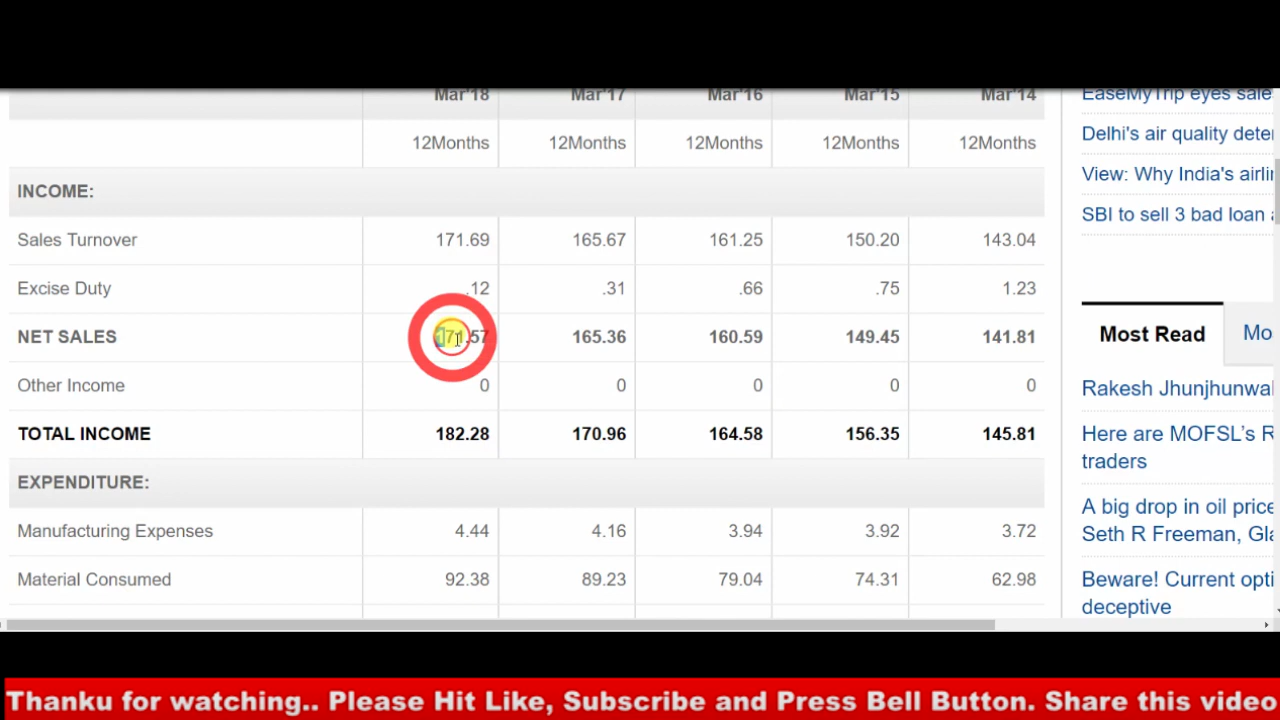 Mar'18 Mar'17 Mar'16 Mar'15 Mar'14
12Months 12Months 12Months 12Months 12Months
INCOME:
Sales Turnover 171.69 165.67 161.25 150.20 143.04
Excise Duty .12 .31 .66 .75 1.23
NET SALES 171.57 165.36 160.59 149.45 141.81
Other Income 0 0 0 0 0
TOTAL INCOME 182.28 170.96 164.58 156.35 145.81
EXPENDITURE:
Manufacturing Expenses 4.44 4.16 3.94 3.92 3.72
Material Consumed 92.38 89.23 79.04 74.31 62.98
EaseMyTrip eyes sale
Delhi's air quality deter
View: Why India's airlin
SBI to sell 3 bad loan a
Most Read Mo
Rakesh Jhunjhunwal
Here are MOFSL's R
traders
A big drop in oil price
Seth R Freeman, Gla
Beware! Current opti
deceptive
Thanku for watching.. Please Hit Like, Subscribe and Press Bell Button. Share this video